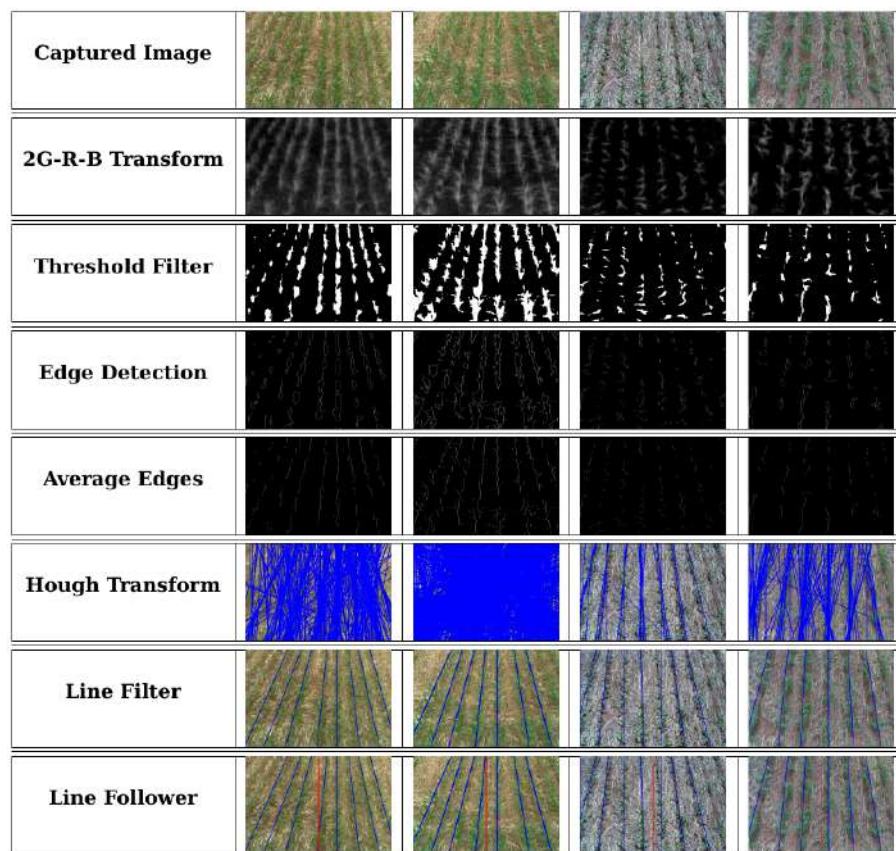 Captured Image
2G-R-B Transform
Threshold Filter
Edge Detection
Average Edges
Hough Transform
Line Filter
Line Follower